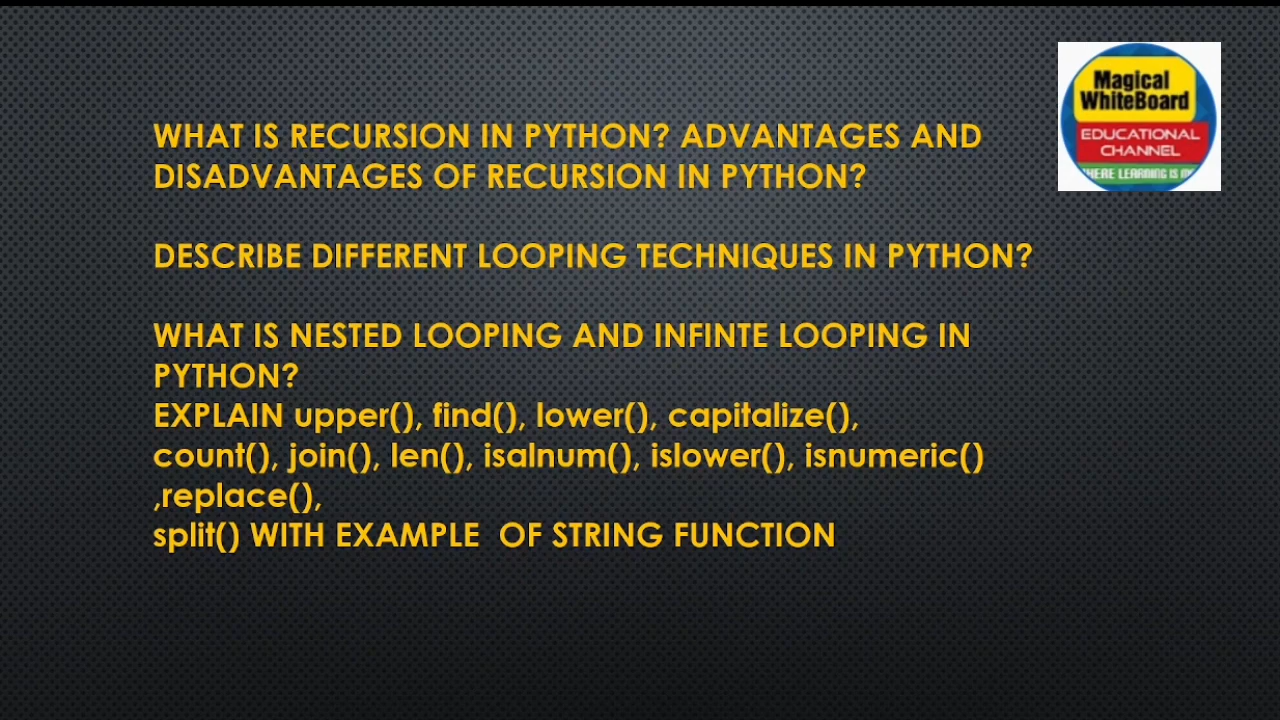 Magical
WhiteBoard
EDUCATIONAL
CHANNEL
WHAT IS RECURSION IN PYTHON? ADVANTAGES AND
DISADVANTAGES OF RECURSION IN PYTHON?
DESCRIBE DIFFERENT LOOPING TECHNIQUES IN PYTHON?
WHAT IS NESTED LOOPING AND INFINTE LOOPING IN
PYTHON?
EXPLAIN upper(), find(), lower(), capitalize(),
count(), join(), len(), isalnum(), islower(), isnumeric()
,replace(),
split() WITH EXAMPLE  OF STRING FUNCTION